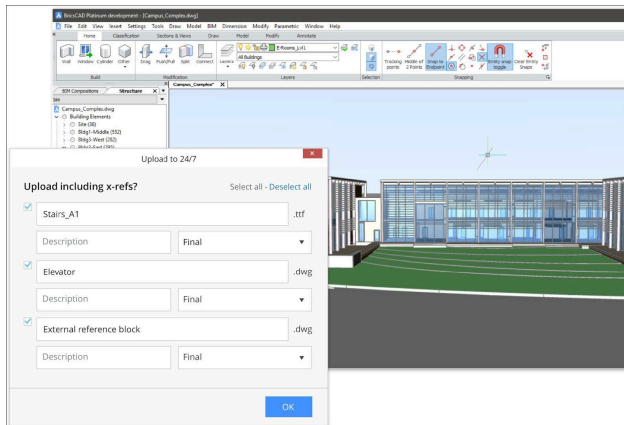 BricsCAD Platinum development - [Campus_Complex.dwg]
File Edit View Insert Settings Tools Draw Model BIM Dimension Modify Parametric Window Help
Home Classification Sections & Views Draw Model Modify Annotate
E-Rooms_Lvl1
All Buildings
Wall Window Cylinder Other Drag Push/Pull Split Connect Layers
Tracking points Middle of 2 Points Snap to Endpoint Entity snap toggle Clear Entity Snaps
Build Modification Layers Selection Snapping
BIM Compositions Structure
Campus_Complex*
Campus_Complex.dwg
Building Elements
Site (36)
Bldg1-Middle (552)
Bldg3-West (282)
Upload to 24/7
Upload including x-refs? Select all - Deselect all
Stairs_A1 .ttf
Description Final
Elevator .dwg
Description Final
External reference block .dwg
Description Final
OK